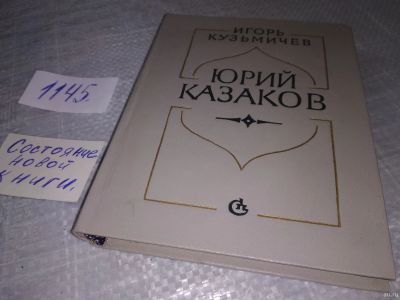 ИГОРЬ
КУЗЬМИЧЕВ
ЮРИЙ
КАЗАКОВ
1145.
Состояние
новой
книги.